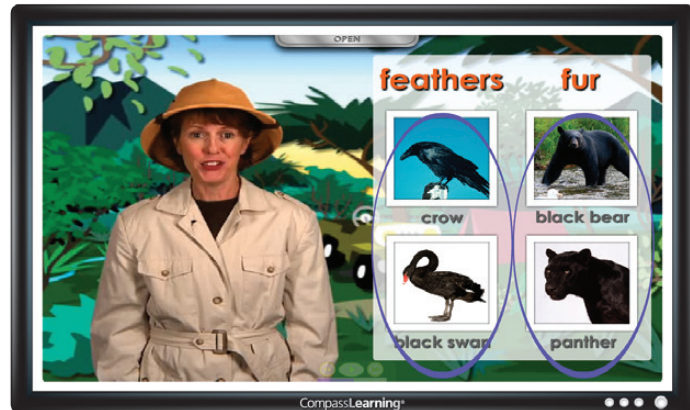 OPEN
feathers fur
crow black bear
black swan panther
CompassLearning®